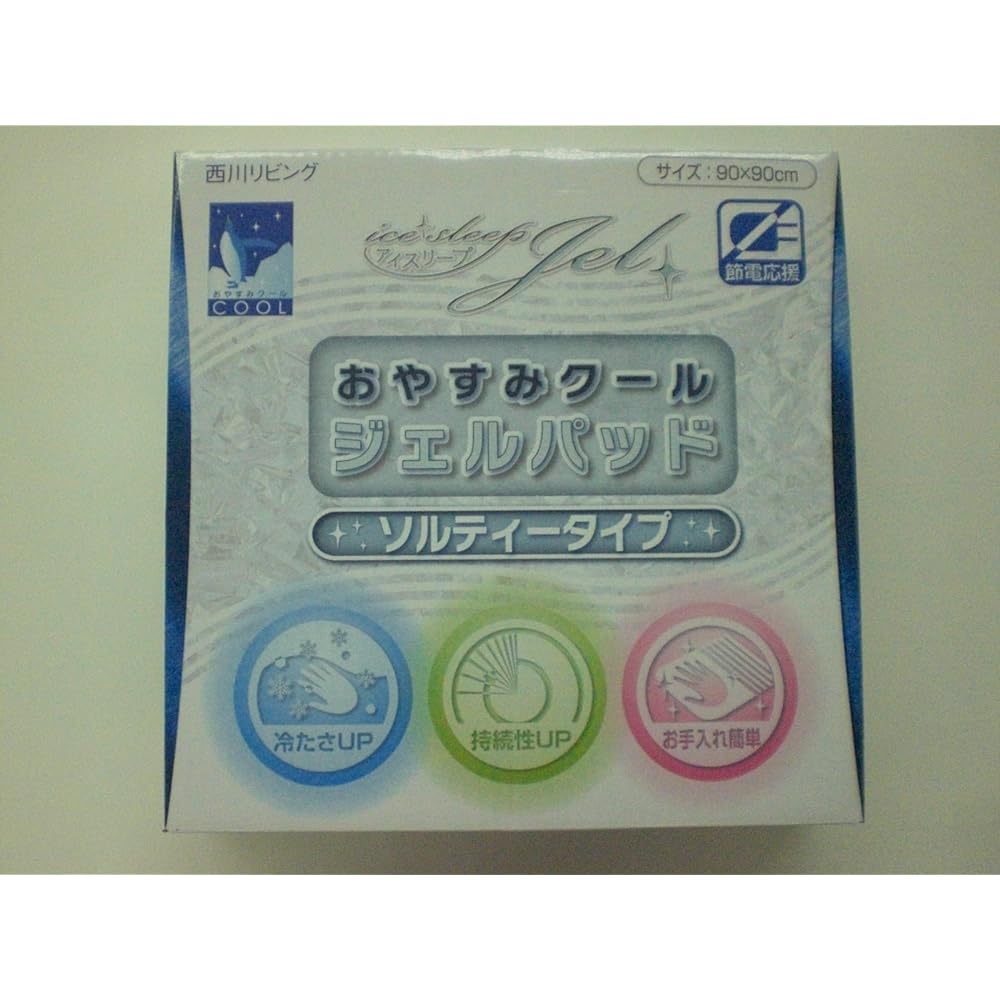 西川リビング
サイズ：90×90cm
おやすみクール
COOL
ice sleep Jel
アイスリープ
節電応援
おやすみクール
ジェルパッド
ソルティータイプ
冷たさUP
持続性UP
お手入れ簡単